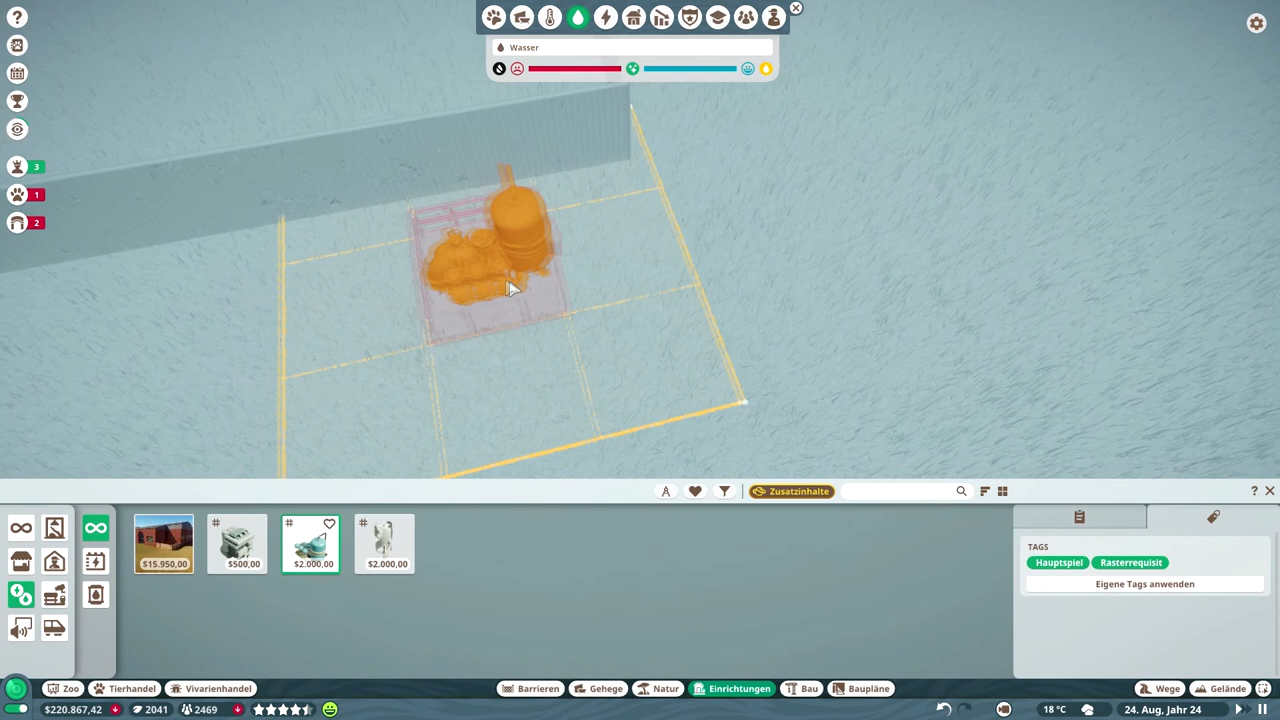 ?
Wasser
3
1
2
Zusatzinhalte
? 
$15.950,00
# $500,00
# $2.000,00
# $2.000,00
TAGS
Hauptspiel Rasterrequisit
Eigene Tags anwenden
Zoo Tierhandel Vivarienhandel Barrieren Gehege Natur Einrichtungen Bau Baupläne Wege Gelände
$220.867,42 2041 2469 18 °C 24. Aug, Jahr 24